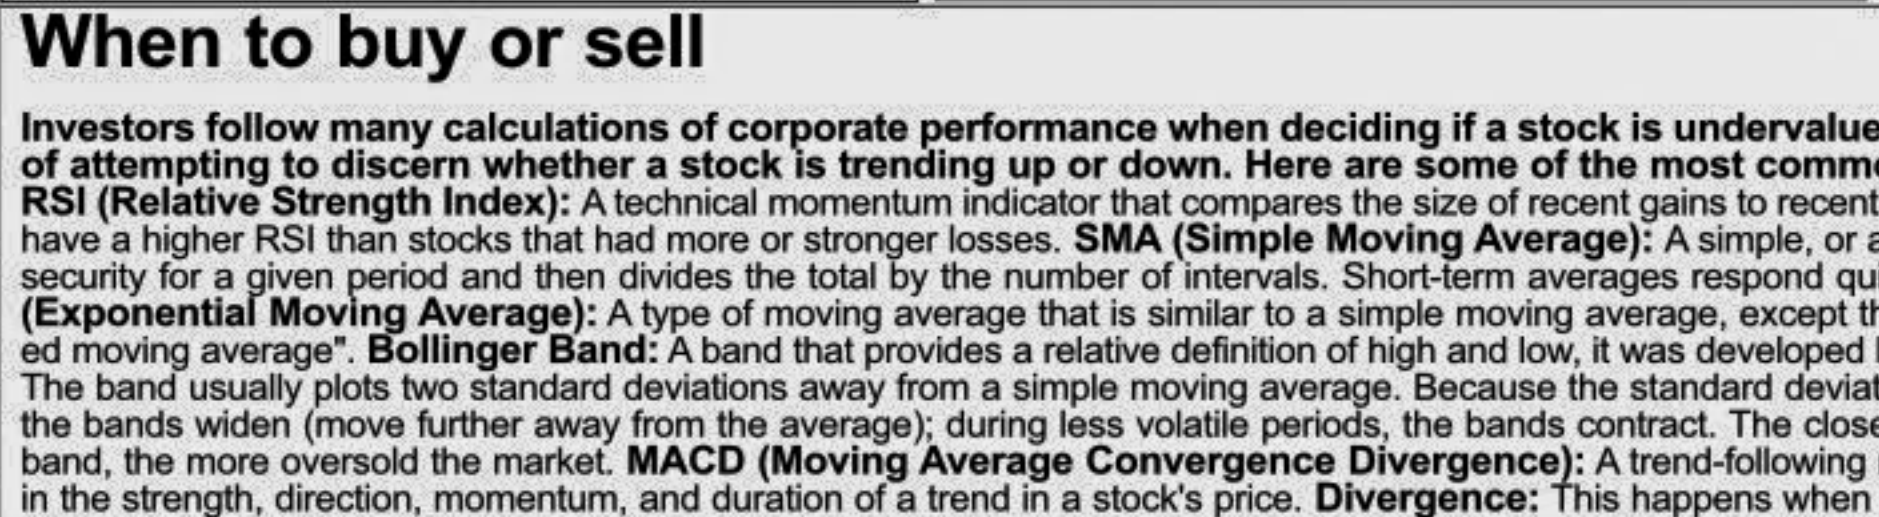 When to buy or sell
Investors follow many calculations of corporate performance when deciding if a stock is undervalue
of attempting to discern whether a stock is trending up or down. Here are some of the most comm
RSI (Relative Strength Index): A technical momentum indicator that compares the size of recent gains to recent
have a higher RSI than stocks that had more or stronger losses. SMA (Simple Moving Average): A simple, or a
security for a given period and then divides the total by the number of intervals. Short-term averages respond qui
(Exponential Moving Average): A type of moving average that is similar to a simple moving average, except th
ed moving average". Bollinger Band: A band that provides a relative definition of high and low, it was developed
The band usually plots two standard deviations away from a simple moving average. Because the standard deviat
the bands widen (move further away from the average); during less volatile periods, the bands contract. The close
band, the more oversold the market. MACD (Moving Average Convergence Divergence): A trend-following
in the strength, direction, momentum, and duration of a trend in a stock's price. Divergence: This happens when